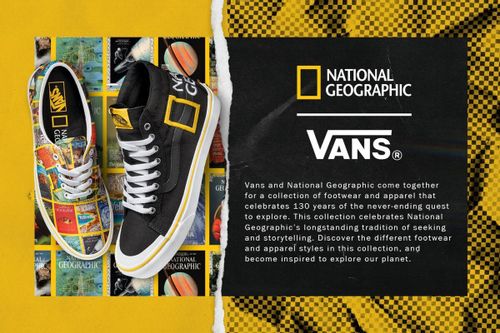 NATIONAL
GEOGRAPHIC
VANS®
Vans and National Geographic come together
for a collection of footwear and apparel that
celebrates 130 years of the never-ending quest
to explore. This collection celebrates National
Geographic's longstanding tradition of seeking
and storytelling. Discover the different footwear
and apparel styles in this collection, and
become inspired to explore our planet.